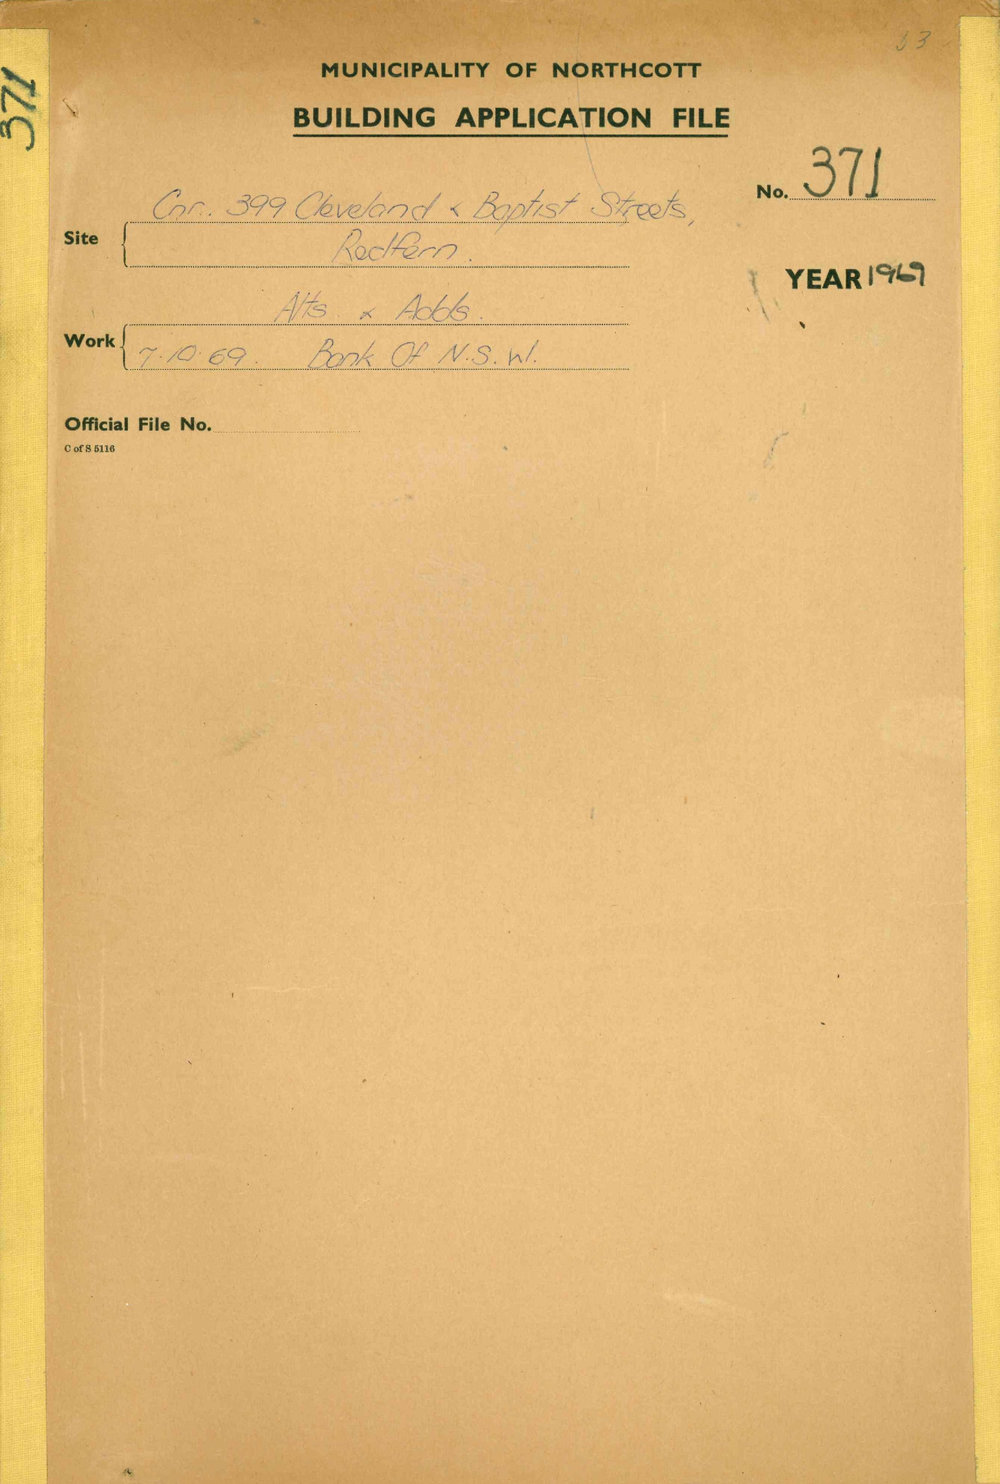 33
371
MUNICIPALITY OF NORTHCOTT
BUILDING APPLICATION FILE
No. 371
Cnr. 399 Cleveland & Baptist Streets,
Site
Redfern.
YEAR 1969
Alts. & Adds.
Work
7.10.69. Bank Of N.S.W.
Official File No.
C of S 5116